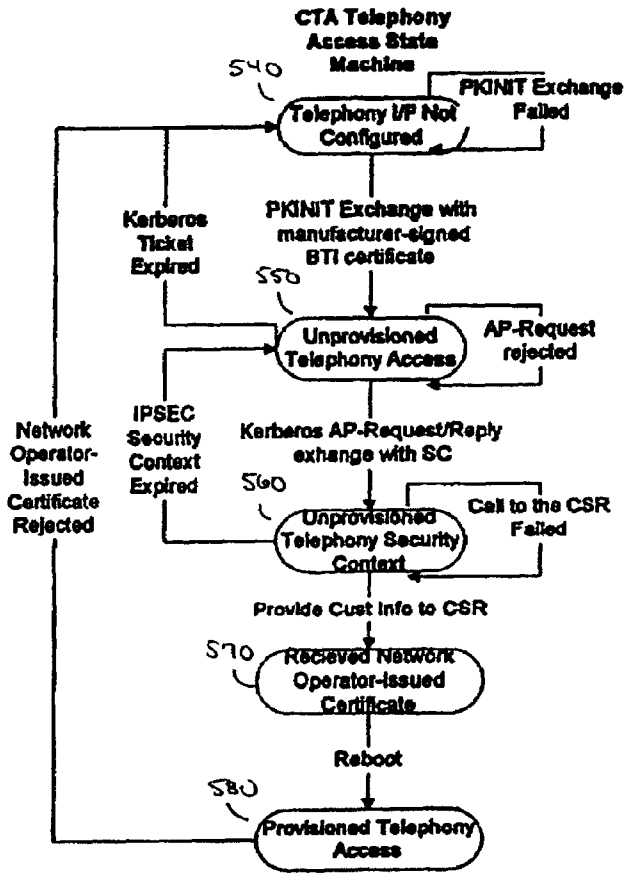 CTA Telephony
Access State
Machine
540
Telephony I/F Not
Configured
PKINIT Exchange
Failed
PKINIT Exchange with
manufacturer-signed
BTI certificate
Kerberos
Ticket
Expired
550
Unprovisioned
Telephony Access
AP-Request
rejected
Network
Operator-
Issued
Certificate
Rejected
IPSEC
Security
Context
Expired
Kerberos AP-Request/Reply
exhange with SC
560
Unprovisioned
Telephony Security
Context
Call to the CSR
Failed
Provide Cust Info to CSR
570
Recieved Network
Operator-Issued
Certificate
Reboot
580
Provisioned Telephony
Access